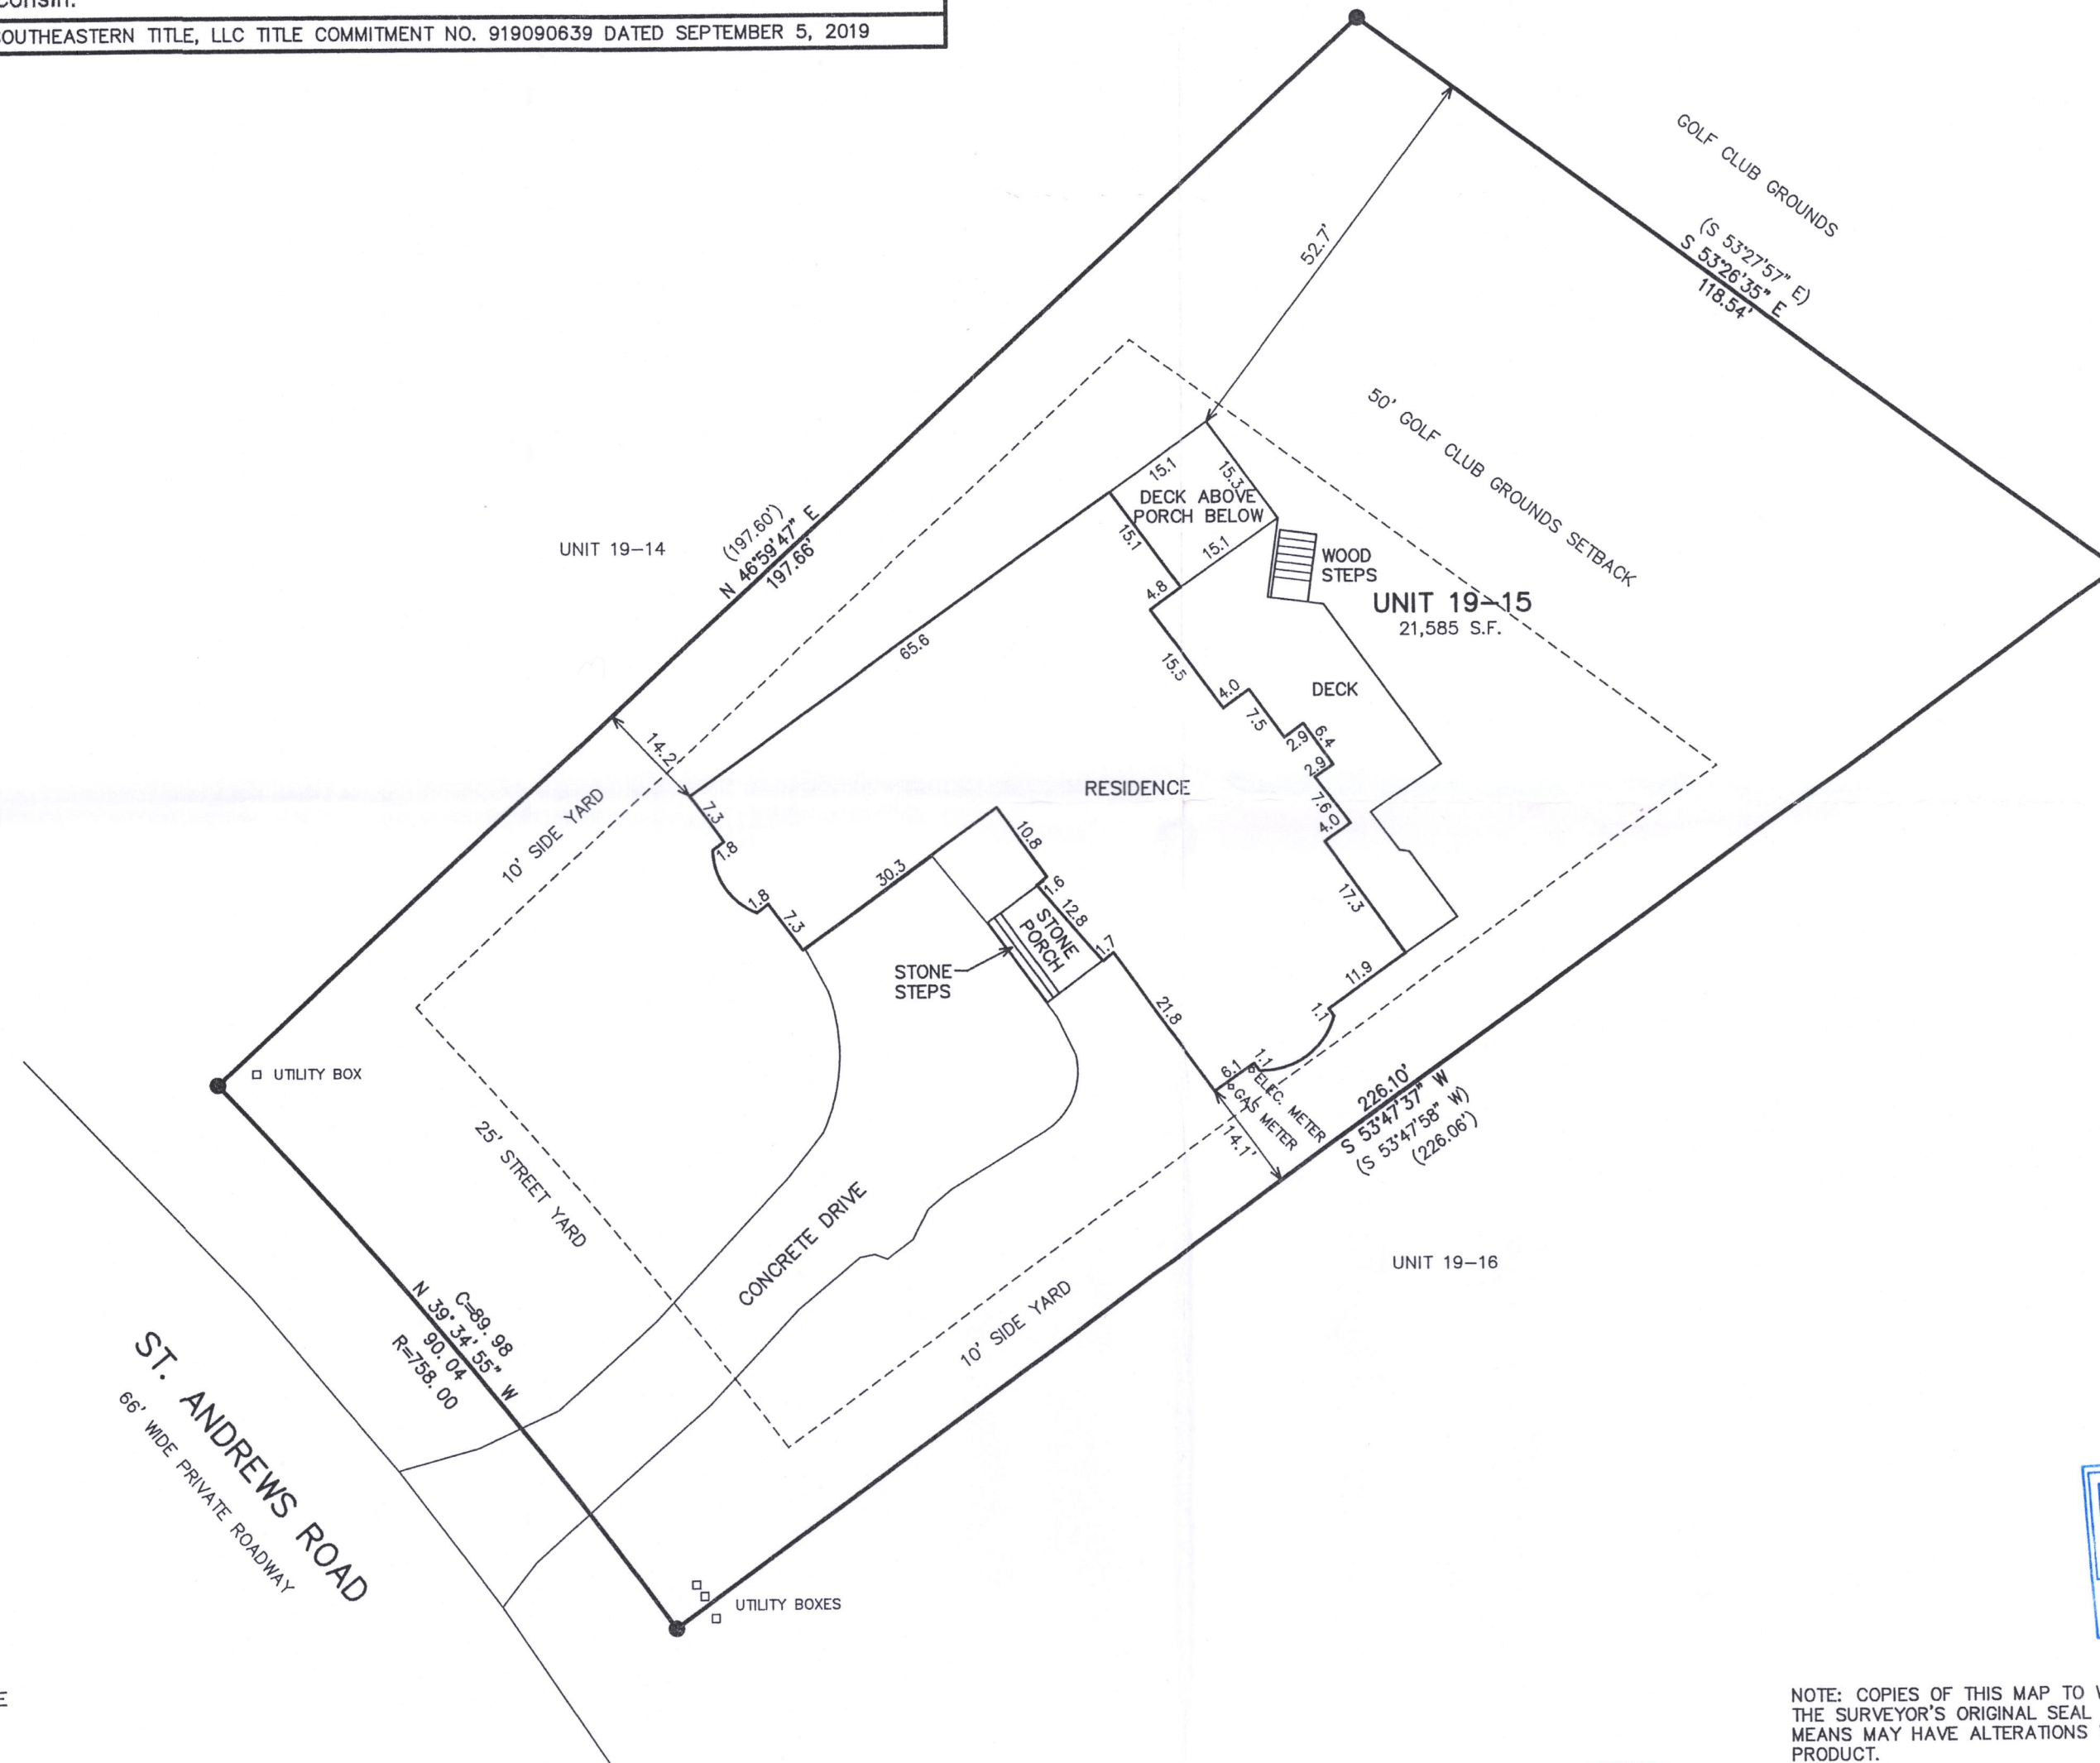 consin.
OUTHEASTERN TITLE, LLC TITLE COMMITMENT NO. 919090639 DATED SEPTEMBER 5, 2019
GOLF CLUB GROUNDS
(S 53°27'57" E)
S 53°26'35" E
118.54'
52.7'
50' GOLF CLUB GROUNDS SETBACK
UNIT 19-14
(197.60')
N 46°59'47" E
197.66'
15.1
15.3
DECK ABOVE
PORCH BELOW
15.1
15.1
WOOD
STEPS
4.8
UNIT 19-15
21,585 S.F.
65.6
15.5
4.0
7.5
DECK
2.9
6.4
2.9
7.6
4.0
14.2'
RESIDENCE
10' SIDE YARD
7.3
1.8
1.8
7.3
30.3
10.8
1.6
12.8
STONE
PORCH
1.7
17.3
STONE
STEPS
11.9
21.8
1.1
1.1
6.1
ELEC. METER
GAS METER
14.1'
226.10'
S 53°47'37" W
(S 53°47'58" W)
(226.06')
UTILITY BOX
25' STREET YARD
CONCRETE DRIVE
UNIT 19-16
10' SIDE YARD
C=89.98
N 39°34'55" W
90.04
R=758.00
ST. ANDREWS ROAD
66' WIDE PRIVATE ROADWAY
UTILITY BOXES
E
NOTE: COPIES OF THIS MAP TO W
THE SURVEYOR'S ORIGINAL SEAL
MEANS MAY HAVE ALTERATIONS
PRODUCT.